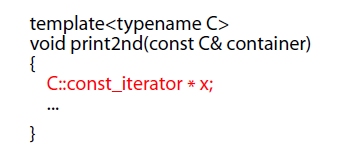 template<typename C>
void print2nd(const C& container)
{
C::const_iterator * x;
...
}